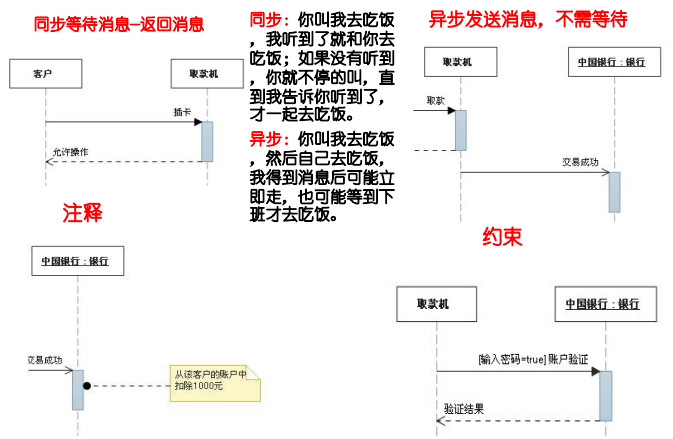 同步等待消息—返回消息
客户
取款机
插卡
允许操作
同步：你叫我去吃饭
，我听到了就和你去
吃饭；如果没有听到
，你就不停的叫，直
到我告诉你听到了，
才一起去吃饭。
异步：你叫我去吃饭
，然后自己去吃饭，
我得到消息后可能立
即走，也可能等到下
班才去吃饭。
异步发送消息，不需等待
取款机
中国银行：银行
取款
交易成功
注释
中国银行：银行
交易成功
从该客户的账户中
扣除1000元
约束
取款机
中国银行：银行
[输入密码=true] 账户验证
验证结果